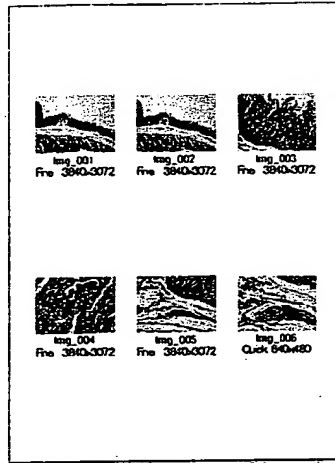 Img_001 Img_002 Img_003
Fine 3840x3072 Fine 3840x3072 Fine 3840x3072
Img_004 Img_005 Img_006
Fine 3840x3072 Fine 3840x3072 Quick 640x480